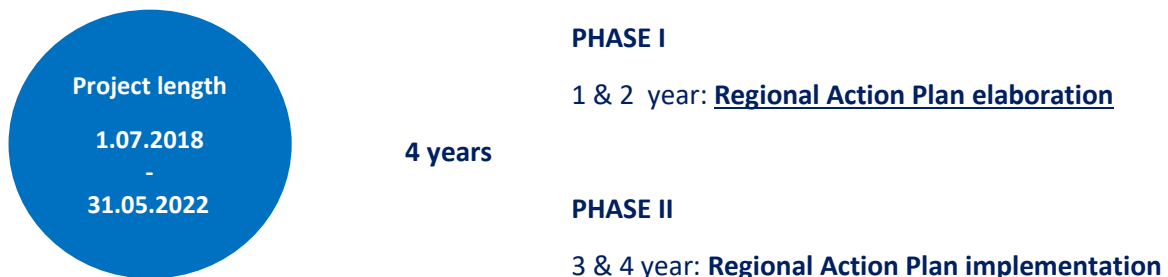 Project length
1.07.2018
-
31.05.2022
4 years
PHASE I
1 & 2  year: Regional Action Plan elaboration
PHASE II
3 & 4 year: Regional Action Plan implementation